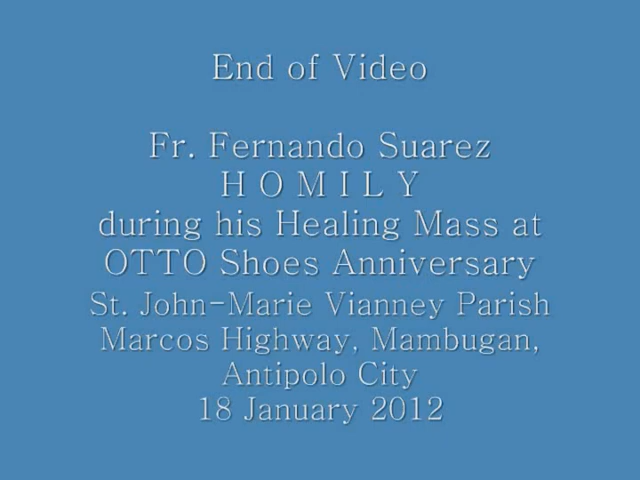 End of Video
Fr. Fernando Suarez
H O M I L Y
during his Healing Mass at
OTTO Shoes Anniversary
St. John-Marie Vianney Parish
Marcos Highway, Mambugan,
Antipolo City
18 January 2012